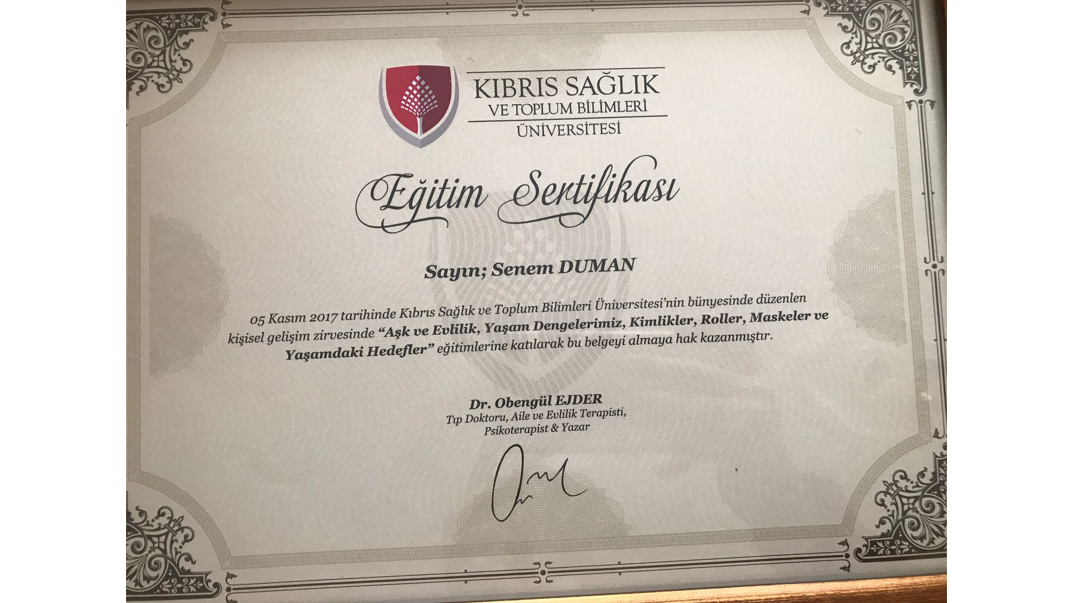 KIBRIS SAĞLIK
VE TOPLUM BİLİMLERİ
ÜNİVERSİTESİ
Eğitim Sertifikası
Sayın; Senem DUMAN
05 Kasım 2017 tarihinde Kıbrıs Sağlık ve Toplum Bilimleri Üniversitesi'nin bünyesinde düzenlen
kişisel gelişim zirvesinde “Aşk ve Evlilik, Yaşam Dengelerimiz, Kimlikler, Roller, Maskeler ve
Yaşamdaki Hedefler” eğitimlerine katılarak bu belgeyi almaya hak kazanmıştır.
Dr. Obengül EJDER
Tıp Doktoru, Aile ve Evlilik Terapisti,
Psikoterapist & Yazar